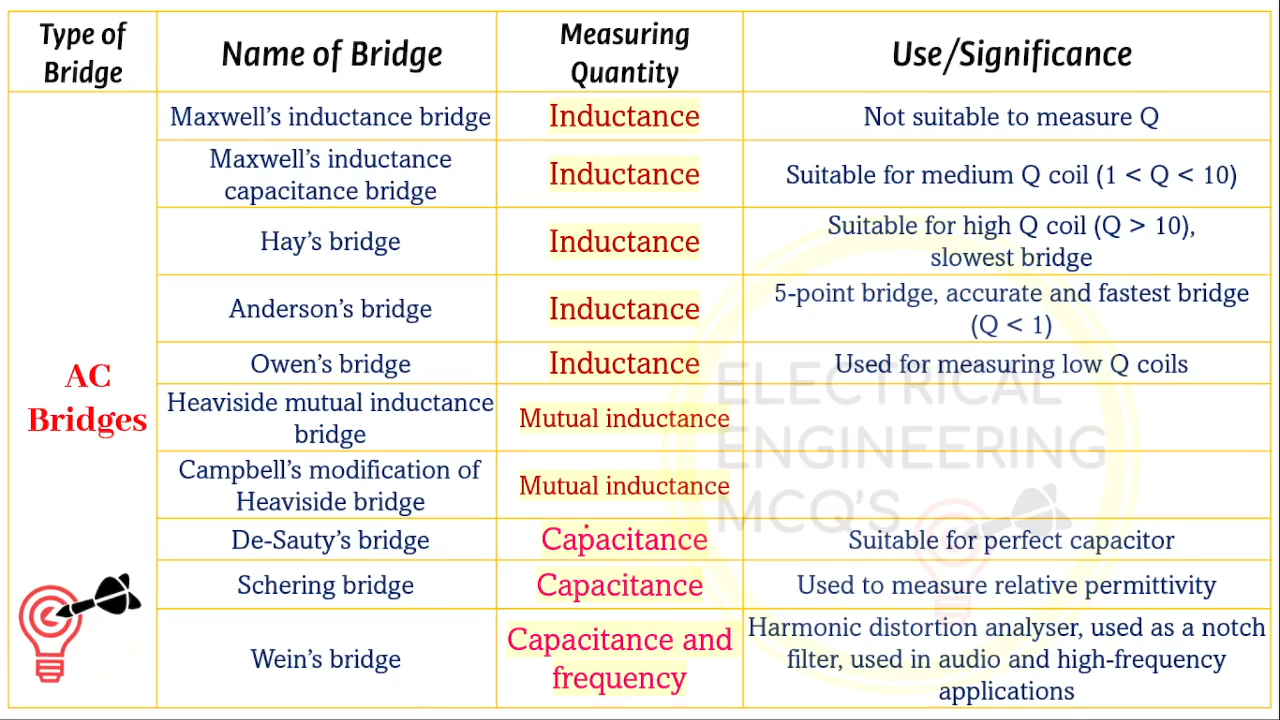 Type of
Bridge
Name of Bridge
Measuring
Quantity
Use/Significance
AC
Bridges
Maxwell's inductance bridge
Inductance
Not suitable to measure Q
Maxwell's inductance
capacitance bridge
Inductance
Suitable for medium Q coil (1 < Q < 10)
Hay's bridge
Inductance
Suitable for high Q coil (Q > 10),
slowest bridge
Anderson's bridge
Inductance
5-point bridge, accurate and fastest bridge
(Q < 1)
Owen's bridge
Inductance
Used for measuring low Q coils
Heaviside mutual inductance
bridge
Mutual inductance
Campbell's modification of
Heaviside bridge
Mutual inductance
De-Sauty's bridge
Capacitance
Suitable for perfect capacitor
Schering bridge
Capacitance
Used to measure relative permittivity
Wein's bridge
Capacitance and
frequency
Harmonic distortion analyser, used as a notch
filter, used in audio and high-frequency
applications
ELECTRICAL
ENGINEERING
MCQ'S